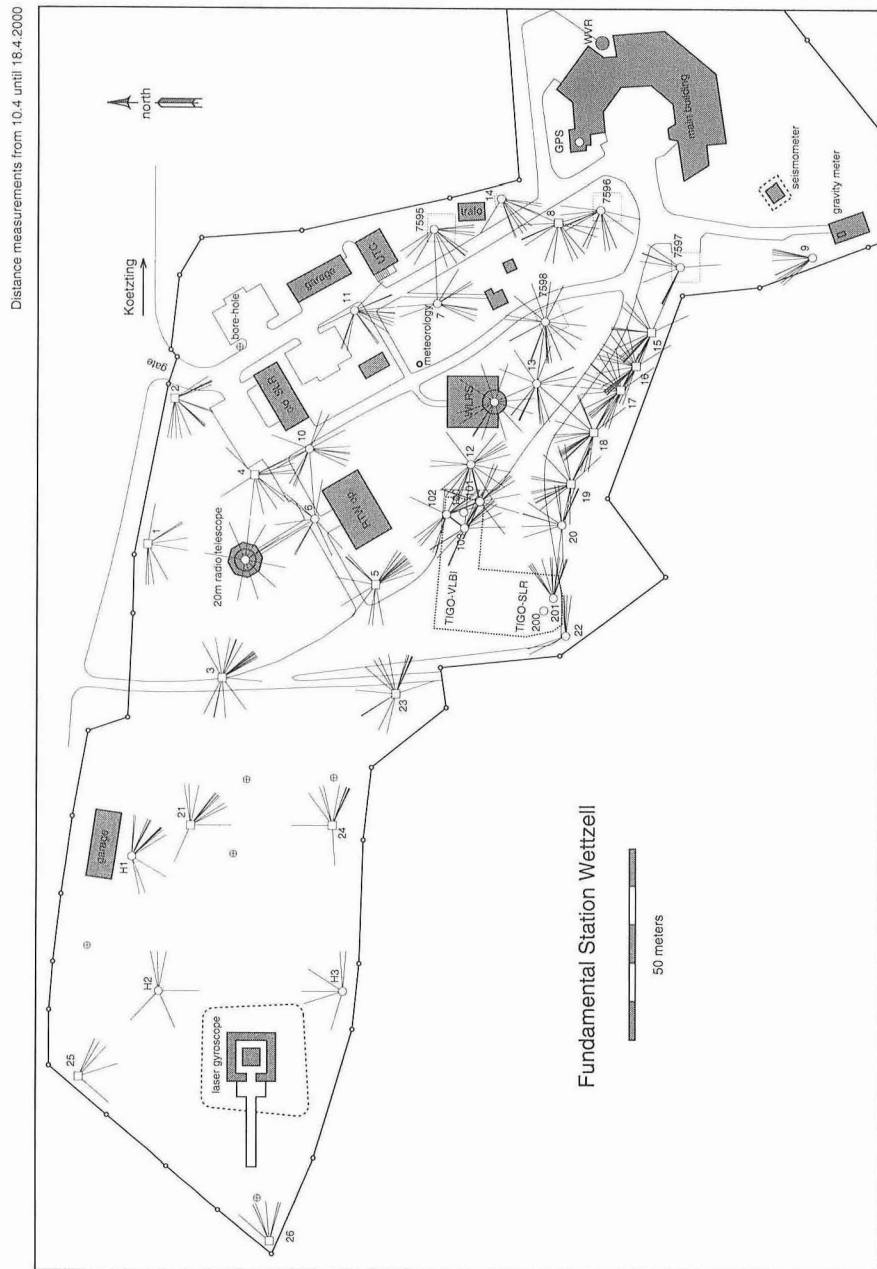 Distance measurements from 10.4 until 18.4.2000
north
Koetzting
gate
bore-hole
garage
UTC
trafo
7595
14
GPS
WVR
main building
seismometer
gravity meter
8
7596
7597
9
7598
7
11
meteorology
2
old SLR
10
4
1
20m radio telescope
6
RTW op
WLRS
13
12
102
101
103
5
TIGO-VLBI
TIGO-SLR
200
201
22
20
19
18
17
16
15
3
23
garage
H1
21
24
H2
H3
25
26
laser gyroscope
Fundamental Station Wettzell
50 meters